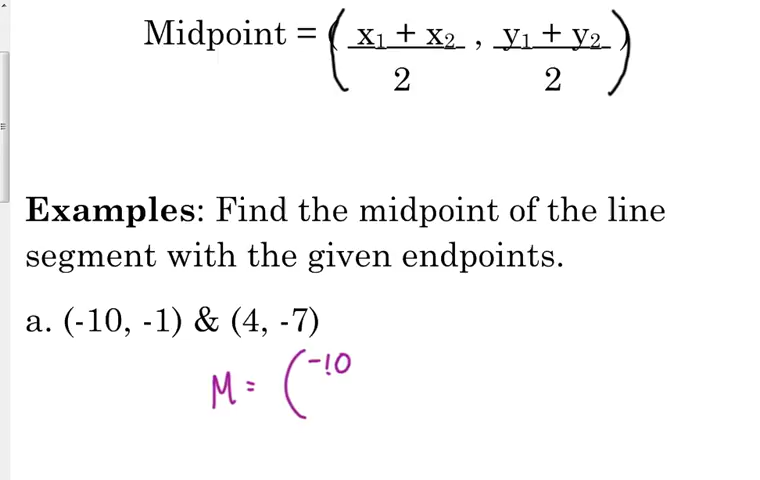 Midpoint = ( x₁ + x₂ , y₁ + y₂ )
2 2
Examples: Find the midpoint of the line
segment with the given endpoints.
a. (-10, -1) & (4, -7)
M = ( -10